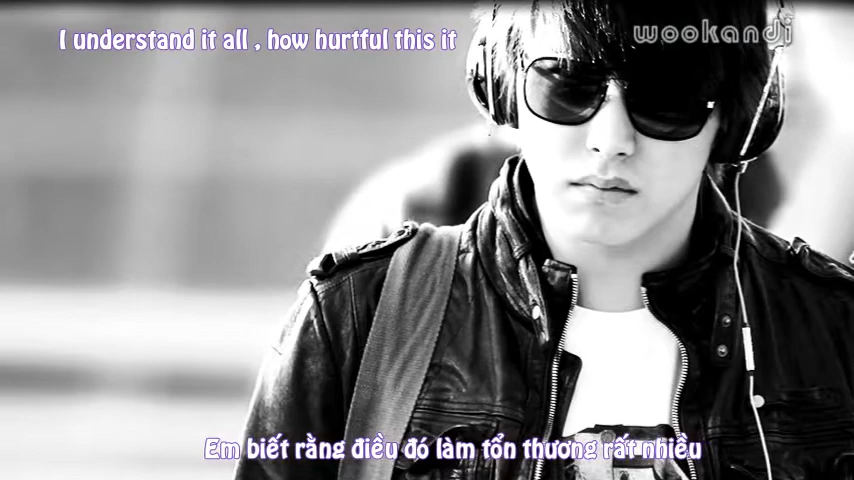 I understand it all , how hurtful this it
wookandi
Em biết rằng điều đó làm tổn thương rất nhiều